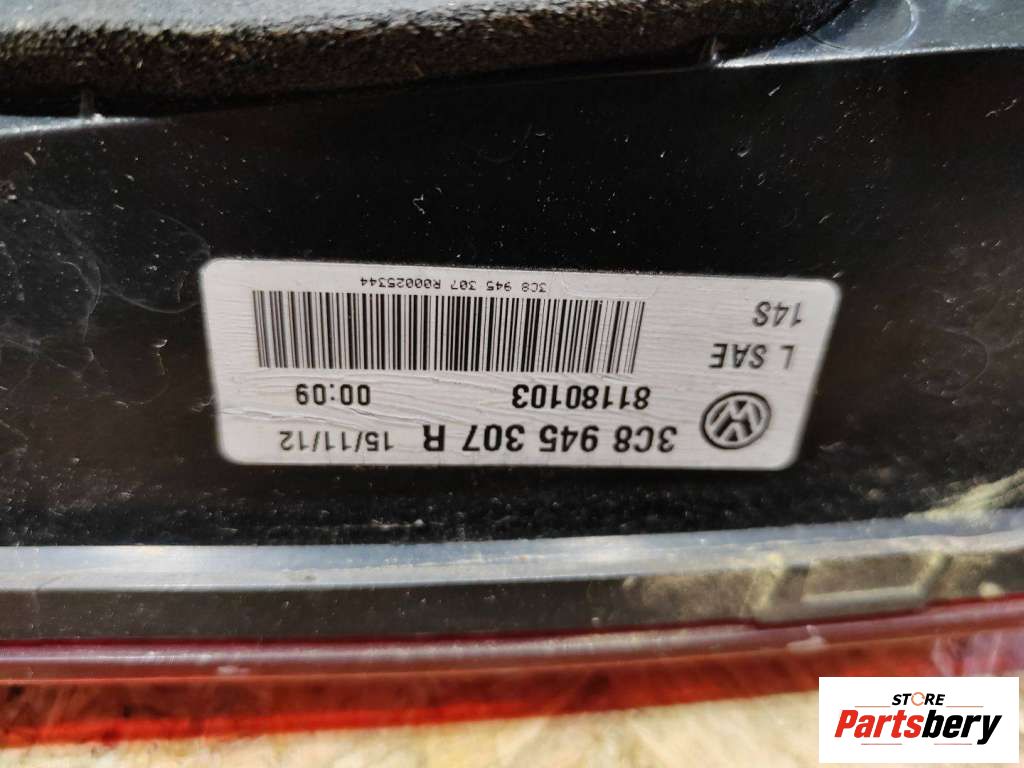 3C8 945 307 R 15/11/12
81180103 00:09
L SAE
14S
3C8 945 307 R00025344
STORE
Partsbery